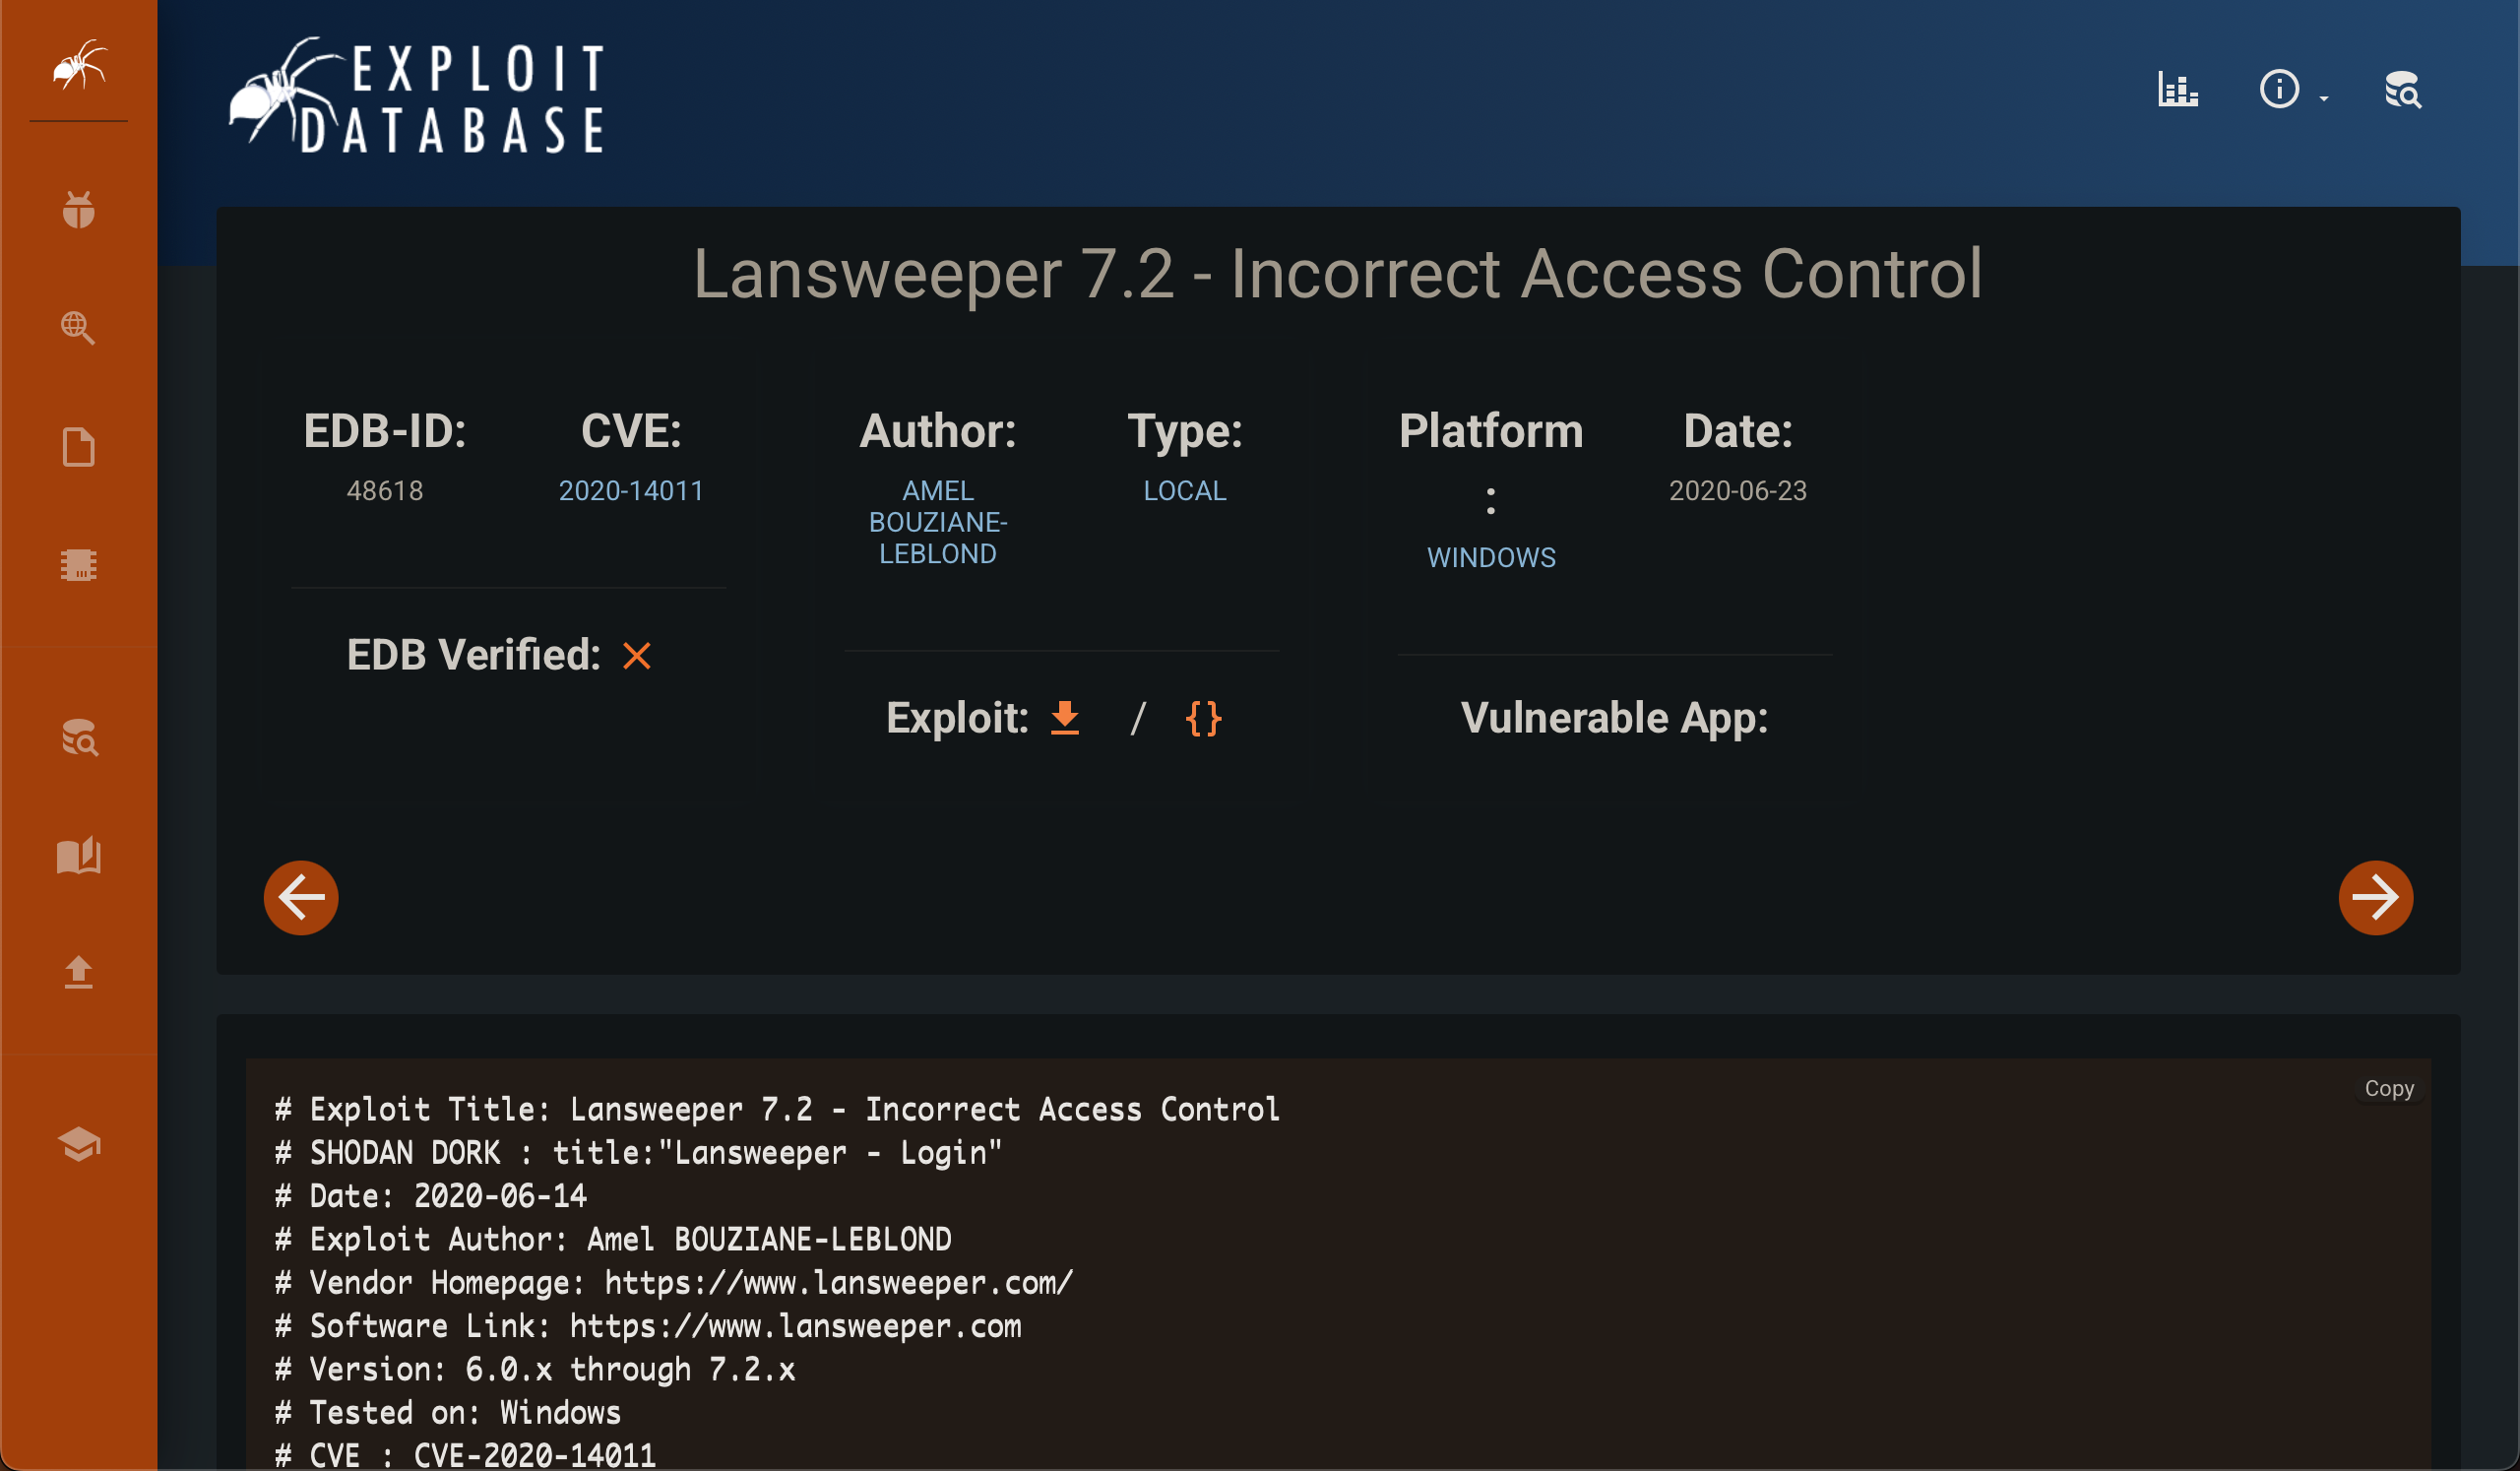 EXPLOIT
DATABASE
Lansweeper 7.2 - Incorrect Access Control
EDB-ID:
48618
CVE:
2020-14011
EDB Verified:
Author:
AMEL
BOUZIANE-
LEBLOND
Type:
LOCAL
Exploit: / {}
Platform
:
WINDOWS
Date:
2020-06-23
Vulnerable App:
Copy
# Exploit Title: Lansweeper 7.2 - Incorrect Access Control
# SHODAN DORK : title:"Lansweeper - Login"
# Date: 2020-06-14
# Exploit Author: Amel BOUZIANE-LEBLOND
# Vendor Homepage: https://www.lansweeper.com/
# Software Link: https://www.lansweeper.com
# Version: 6.0.x through 7.2.x
# Tested on: Windows
# CVE : CVE-2020-14011